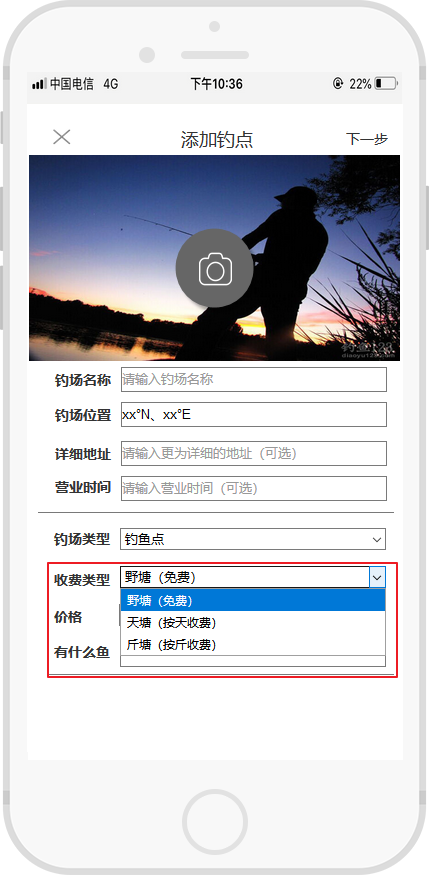 中国电信 4G 下午10:36 22%
添加钓点 下一步
钓场名称 请输入钓场名称
钓场位置 xx°N、xx°E
详细地址 请输入更为详细的地址（可选）
营业时间 请输入营业时间（可选）
钓场类型 钓鱼点
收费类型 野塘（免费）
野塘（免费）
价格 天塘（按天收费）
斤塘（按斤收费）
有什么鱼